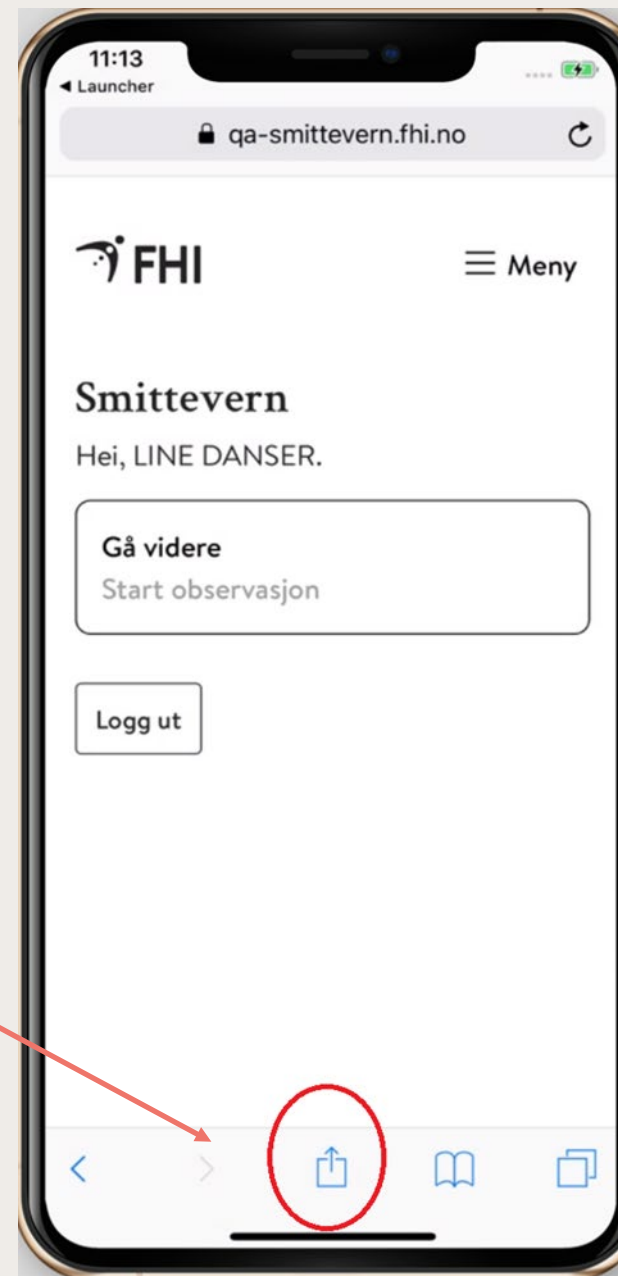 11:13
◀ Launcher
qa-smittevern.fhi.no
FHI
Meny
Smittevern
Hei, LINE DANSER.
Gå videre
Start observasjon
Logg ut